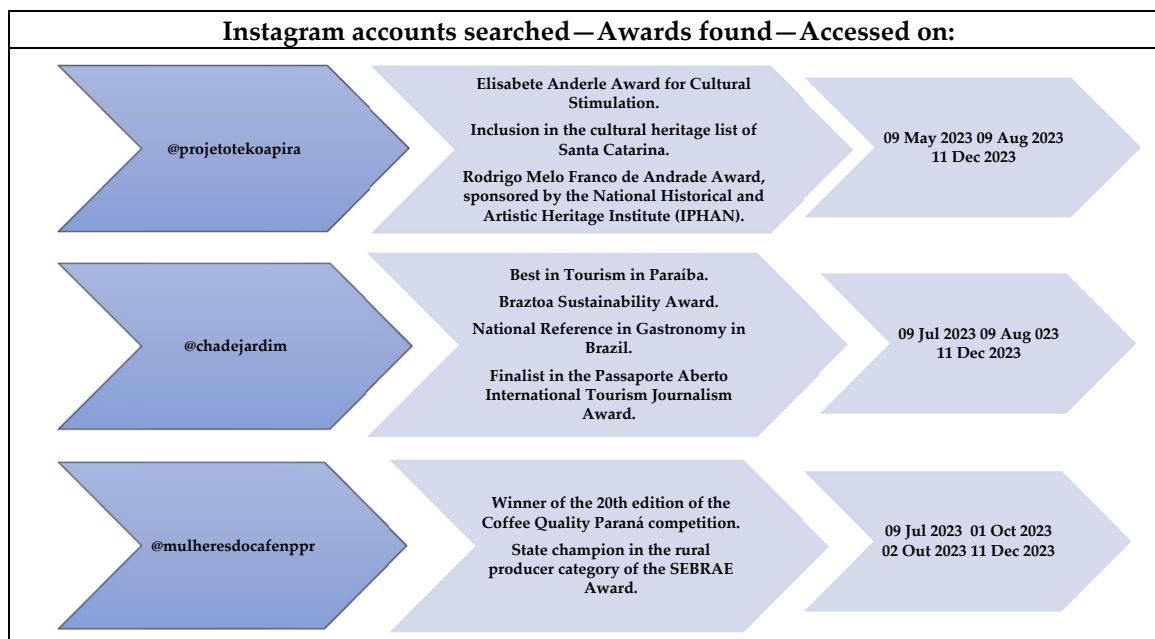 Instagram accounts searched—Awards found—Accessed on:
@projetotekoapira
Elisabete Anderle Award for Cultural
Stimulation.
Inclusion in the cultural heritage list of
Santa Catarina.
Rodrigo Melo Franco de Andrade Award,
sponsored by the National Historical and
Artistic Heritage Institute (IPHAN).
09 May 2023 09 Aug 2023
11 Dec 2023
@chadejardim
Best in Tourism in Paraíba.
Braztoa Sustainability Award.
National Reference in Gastronomy in
Brazil.
Finalist in the Passaporte Aberto
International Tourism Journalism
Award.
09 Jul 2023 09 Aug 023
11 Dec 2023
@mulheresdocafenppr
Winner of the 20th edition of the
Coffee Quality Paraná competition.
State champion in the rural
producer category of the SEBRAE
Award.
09 Jul 2023 01 Oct 2023
02 Out 2023 11 Dec 2023